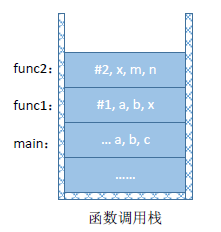 func2： #2, x, m, n
func1： #1, a, b, x
main： ... a, b, c
......
函数调用栈